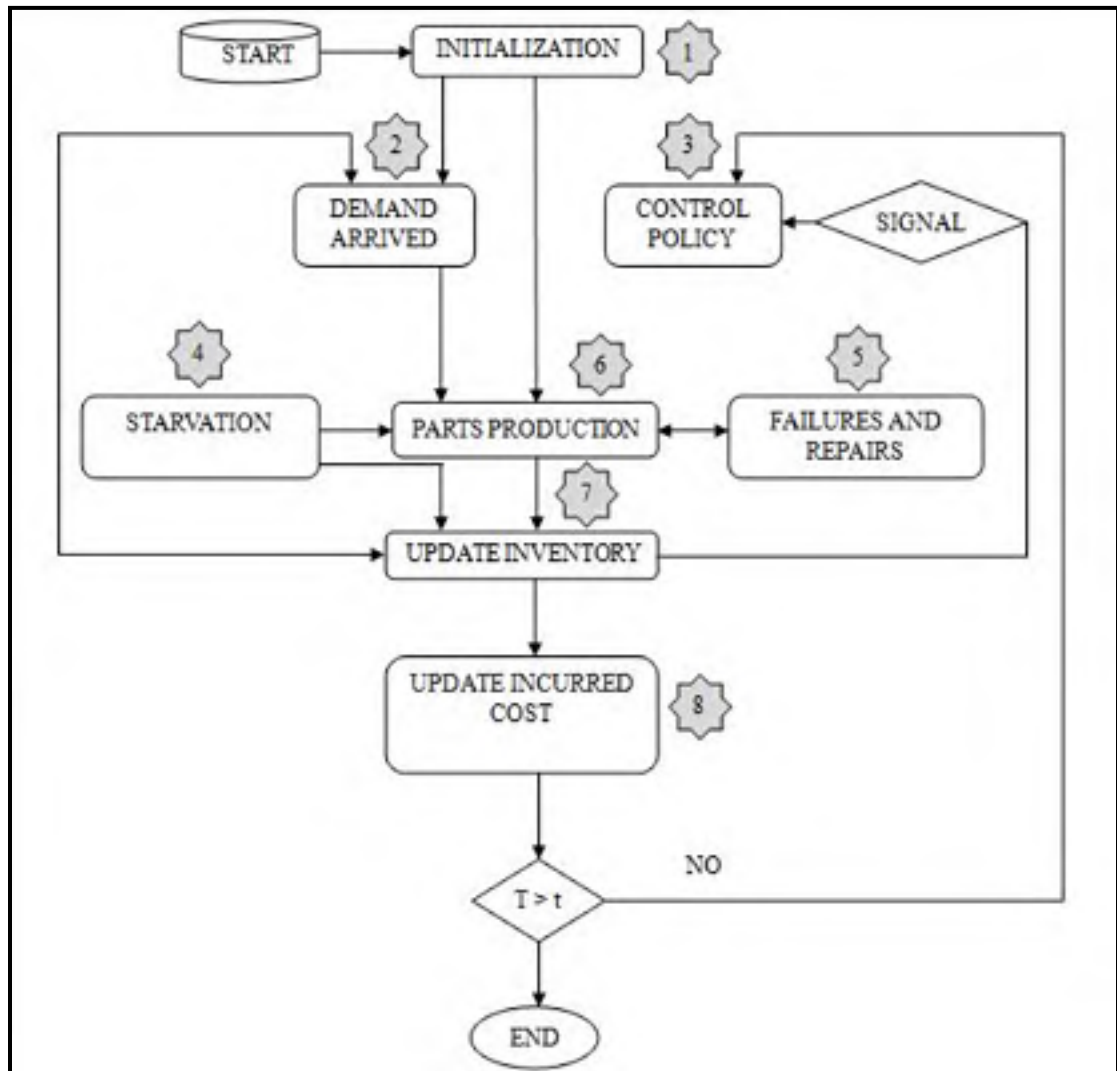 START
INITIALIZATION
1
2
3
DEMAND
ARRIVED
CONTROL
POLICY
SIGNAL
4
6
5
STARVATION
PARTS PRODUCTION
FAILURES AND
REPAIRS
7
UPDATE INVENTORY
UPDATE INCURRED
COST
8
NO
T > t
END